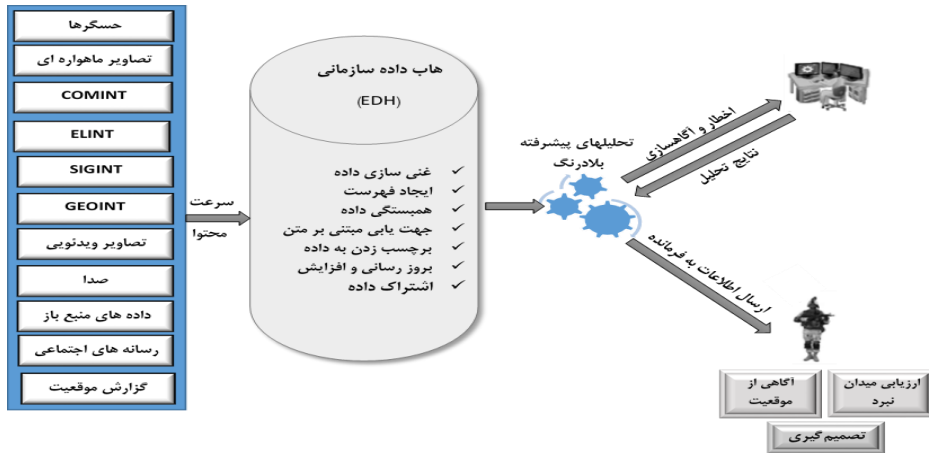 حسگرها
تصاویر ماهواره ای
COMINT
ELINT
SIGINT
GEOINT
تصاویر ویدئویی
صدا
داده های منبع باز
رسانه های اجتماعی
گزارش موقعیت
سرعت
محتوا
هاب داده سازمانی
(EDH)
✓ غنی سازی داده
✓ ایجاد فهرست
✓ همبستگی داده
✓ جهت یابی مبتنی بر متن
✓ برچسب زدن به داده
✓ بروز رسانی و افزایش
✓ اشتراک داده
تحلیلهای پیشرفته
بلادرنگ
اخطار و آگاهسازی
نتایج تحلیل
ارسال اطلاعات به فرمانده
ارزیابی میدان
نبرد
آگاهی از
موقعیت
تصمیم گیری